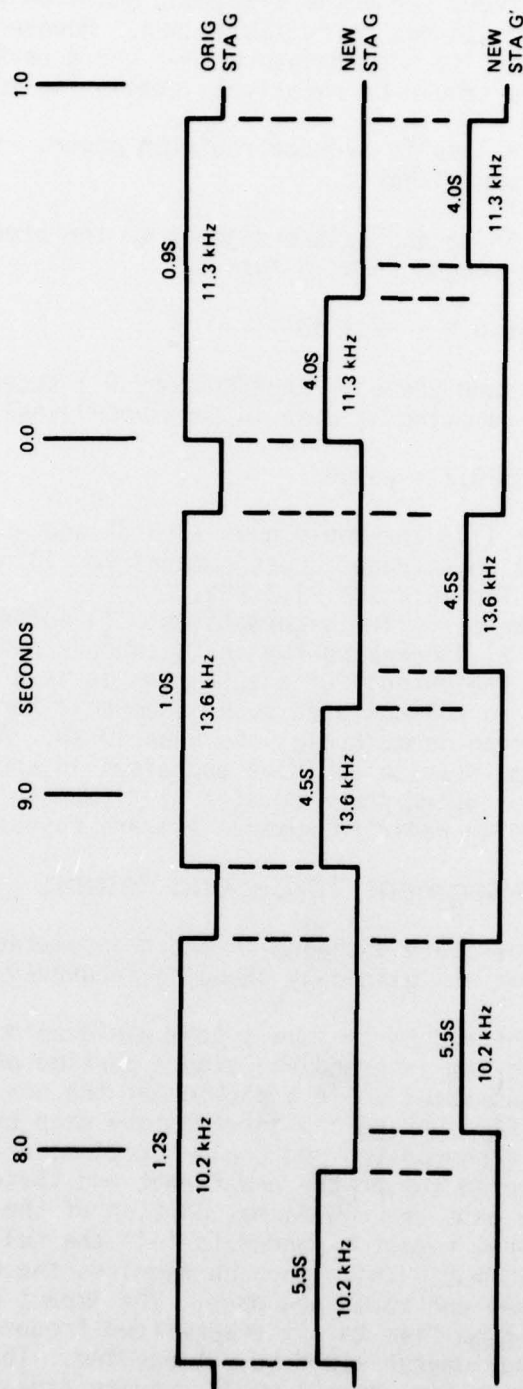 SECONDS
8.0 9.0 0.0 1.0
1.2S 1.0S 0.9S
10.2 kHz 13.6 kHz 11.3 kHz
ORIG
STA G
5.5S 4.5S 4.0S
10.2 kHz 13.6 kHz 11.3 kHz
NEW
STA G
5.5S 4.5S 4.0S
10.2 kHz 13.6 kHz 11.3 kHz
NEW
STA G'